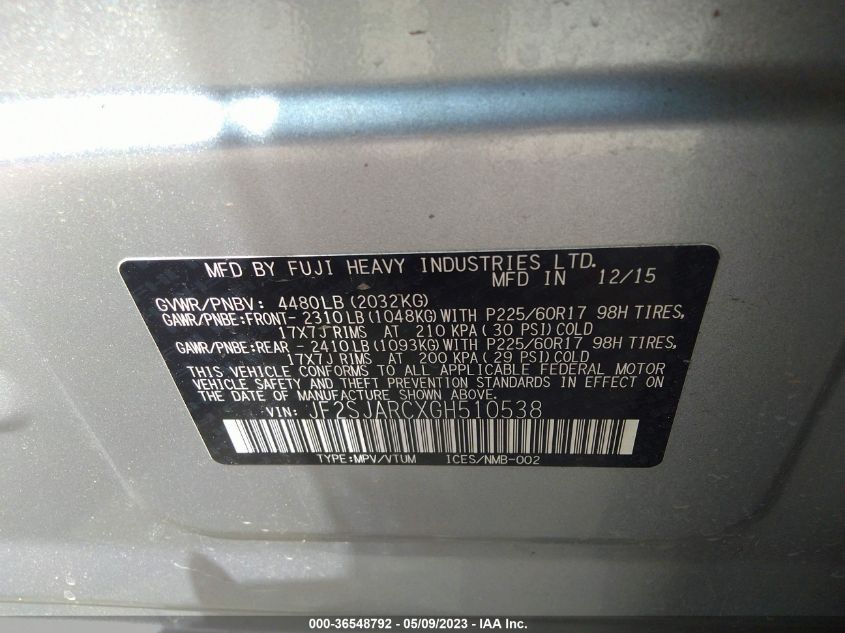 MFD BY FUJI HEAVY INDUSTRIES LTD.
MFD IN 12/15
GVWR/PNBV: 4480LB(2032KG)
GAWR/PNBE:FRONT- 2310LB(1048KG)WITH P225/60R17 98H TIRES,
17X7J RIMS AT 210 KPA(30 PSI)COLD
GAWR/PNBE:REAR - 2410LB(1093KG)WITH P225/60R17 98H TIRES,
17X7J RIMS AT 200 KPA(29 PSI)COLD
THIS VEHICLE CONFORMS TO ALL APPLICABLE FEDERAL MOTOR
VEHICLE SAFETY AND THEFT PREVENTION STANDARDS IN EFFECT ON
THE DATE OF MANUFACTURE SHOWN ABOVE.
VIN: JF2SJARCXGH510538
TYPE:MPV/VTUM ICES/NMB-002
000-36548792 - 05/09/2023 - IAA Inc.